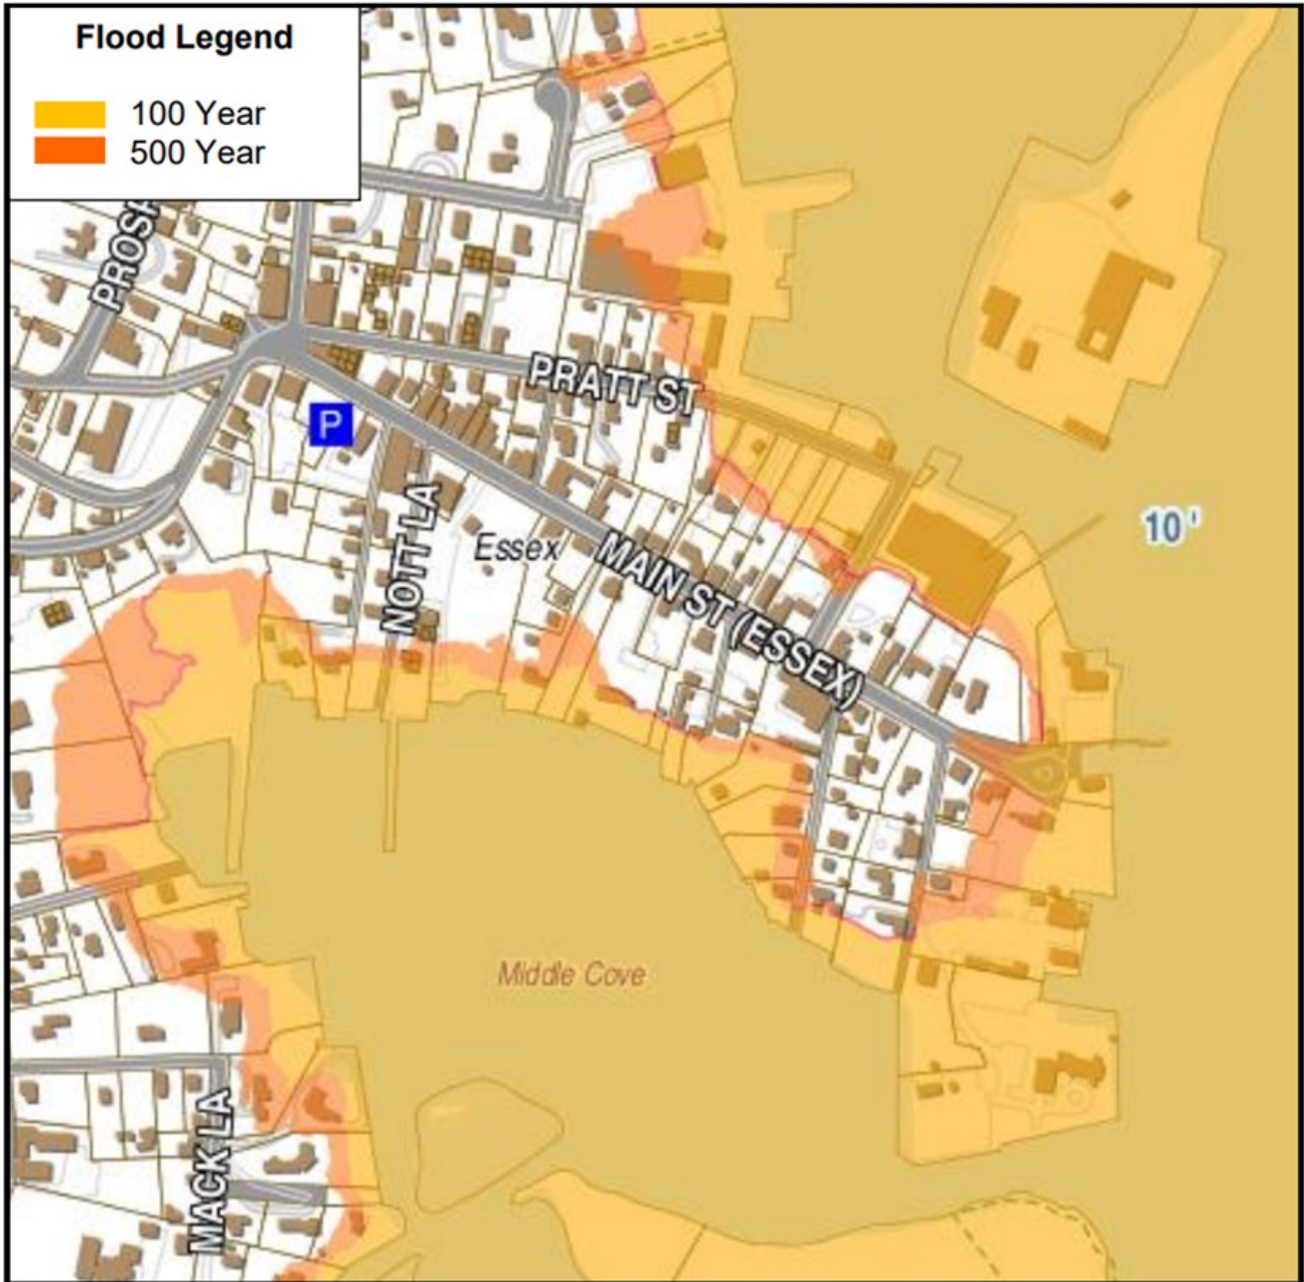 Flood Legend
100 Year
500 Year
PRATT ST
P
10'
NOTT LA
Essex
MAIN ST (ESSEX)
Middle Cove
MACK LA